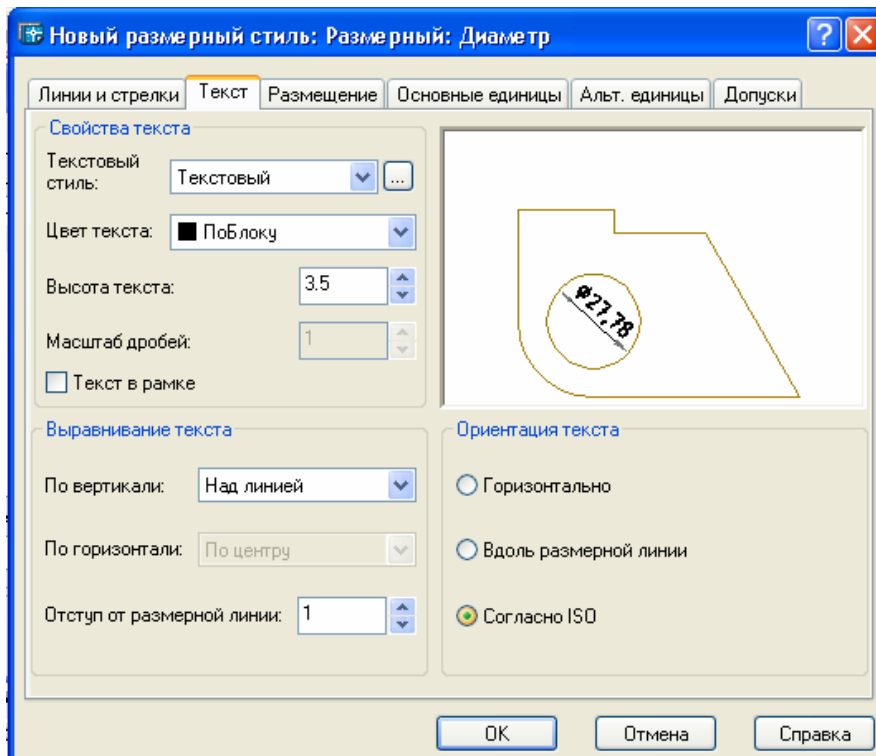 Новый размерный стиль: Размерный: Диаметр
Линии и стрелки Текст Размещение Основные единицы Альт. единицы Допуски
Свойства текста
Текстовый
стиль:
Текстовый ...
Цвет текста: ПоБлоку
Высота текста: 3.5
Масштаб дробей: 1
Текст в рамке
ø27,78
Выравнивание текста
По вертикали: Над линией
По горизонтали: По центру
Отступ от размерной линии: 1
Ориентация текста
Горизонтально
Вдоль размерной линии
Согласно ISO
OK Отмена Справка